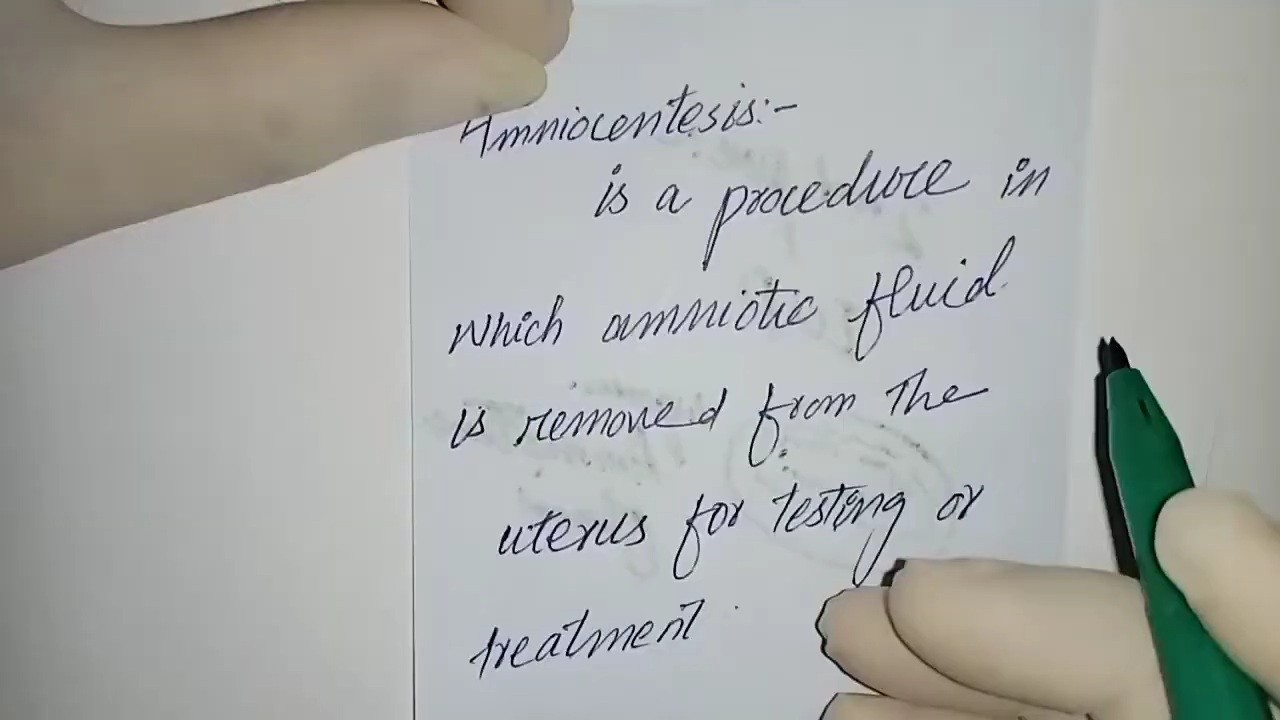 Amniocentesis:-
is a procedure in
which amniotic fluid
is removed from the
uterus for testing or
treatment